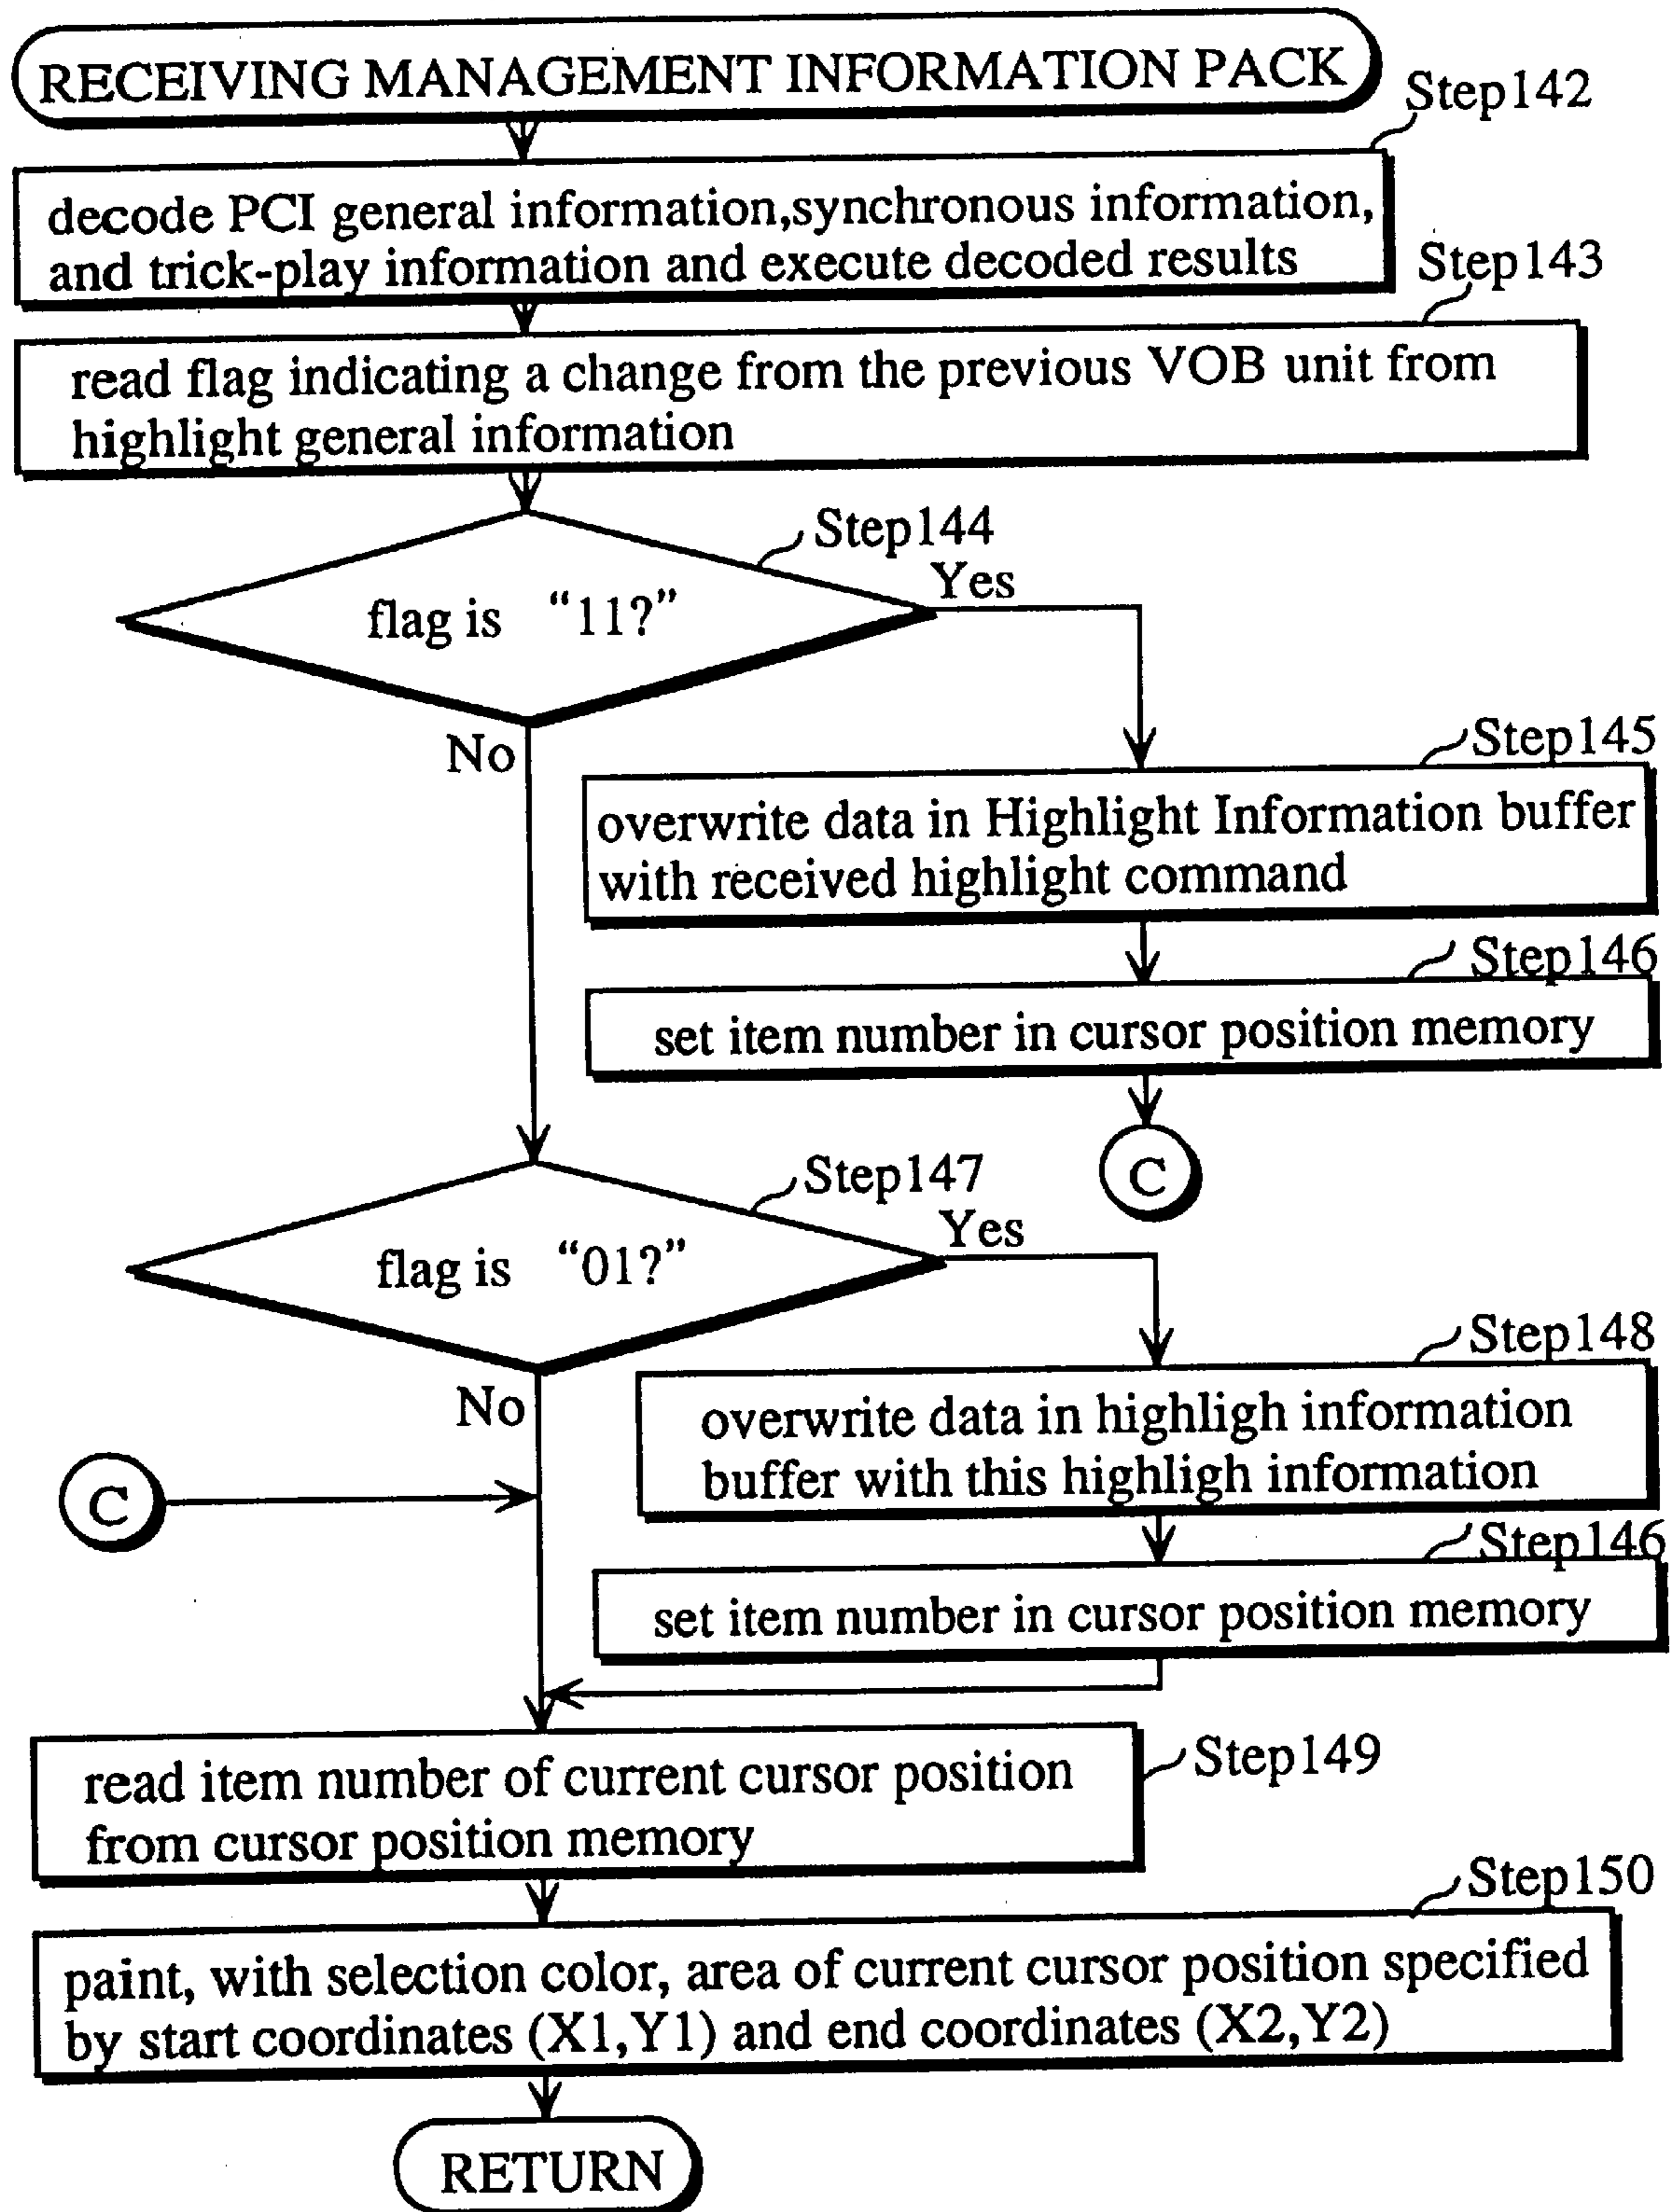 RECEIVING MANAGEMENT INFORMATION PACK
Step142
decode PCI general information,synchronous information,
and trick-play information and execute decoded results
Step143
read flag indicating a change from the previous VOB unit from
highlight general information
Step144
flag is “11?”
Yes
No
Step145
overwrite data in Highlight Information buffer
with received highlight command
Step146
set item number in cursor position memory
C
Step147
flag is “01?”
Yes
No
Step148
overwrite data in highligh information
buffer with this highligh information
C
Step146
set item number in cursor position memory
read item number of current cursor position
from cursor position memory
Step149
Step150
paint, with selection color, area of current cursor position specified
by start coordinates (X1,Y1) and end coordinates (X2,Y2)
RETURN